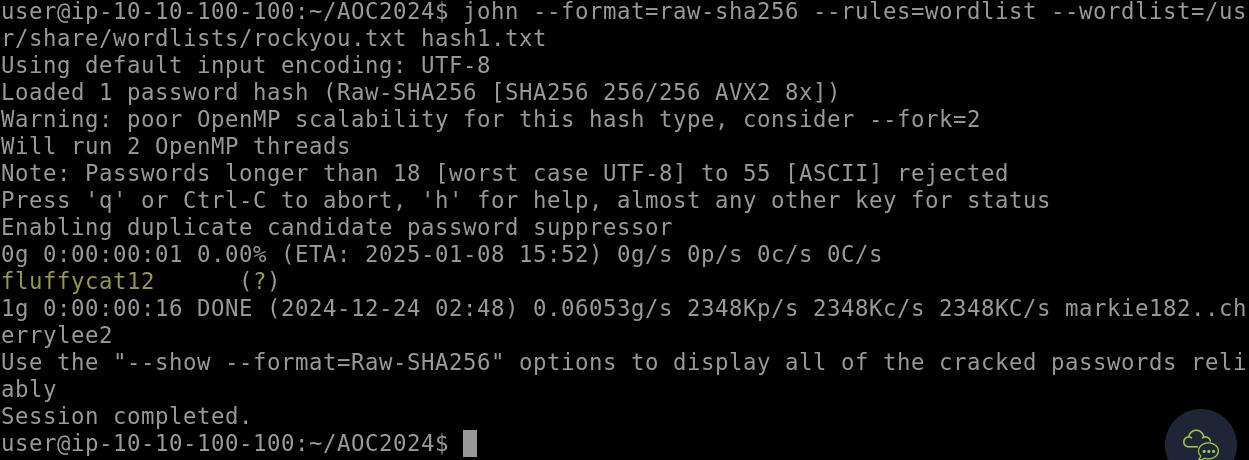 user@ip-10-10-100-100:~/AOC2024$ john --format=raw-sha256 --rules=wordlist --wordlist=/us
r/share/wordlists/rockyou.txt hash1.txt
Using default input encoding: UTF-8
Loaded 1 password hash (Raw-SHA256 [SHA256 256/256 AVX2 8x])
Warning: poor OpenMP scalability for this hash type, consider --fork=2
Will run 2 OpenMP threads
Note: Passwords longer than 18 [worst case UTF-8] to 55 [ASCII] rejected
Press 'q' or Ctrl-C to abort, 'h' for help, almost any other key for status
Enabling duplicate candidate password suppressor
0g 0:00:00:01 0.00% (ETA: 2025-01-08 15:52) 0g/s 0p/s 0c/s 0C/s
fluffycat12      (?)
1g 0:00:00:16 DONE (2024-12-24 02:48) 0.06053g/s 2348Kp/s 2348Kc/s 2348KC/s markie182..ch
errylee2
Use the "--show --format=Raw-SHA256" options to display all of the cracked passwords reli
ably
Session completed.
user@ip-10-10-100-100:~/AOC2024$